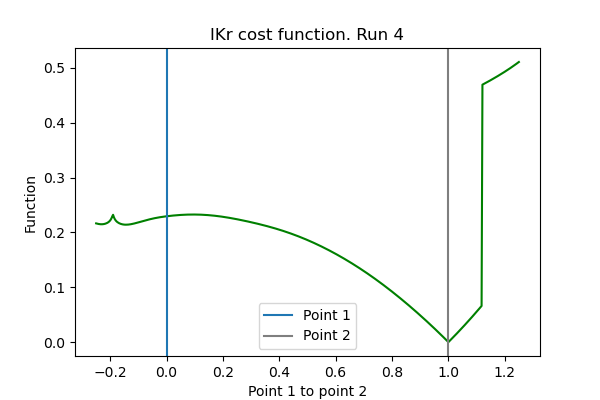 IKr cost function. Run 4
Function
0.5
0.4
0.3
0.2
0.1
0.0
Point 1
Point 2
−0.2 0.0 0.2 0.4 0.6 0.8 1.0 1.2
Point 1 to point 2